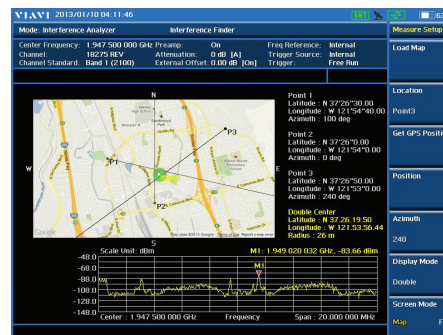 VIAVI 2013/01/10 04:11:46
INT
Mode: Interference Analyzer Interference Finder
Measure Setup
Center Frequency: 1.947 500 000 GHz Preamp: On Freq Reference: Internal
Channel: 18275 REV Attenuation: 0 dB [A] Trigger Source: Internal
Channel Standard: Band 1 (2100) External Offset: 0.00 dB [On] Trigger: Free Run
Load Map
Location
Point3
Get GPS Positi
Position
Azimuth
240
Display Mode
Double
Screen Mode
Map F
N
W
E
S
P1
P2
P3
Google
Point 1
Latitude : N 37°26"30.00
Longitude : W 121°54"40.00
Azimuth : 100 deg
Point 2
Latitude : N 37°26"0.00
Longitude : W 121°54"0.00
Azimuth : 0 deg
Point 3
Latitude : N 37°26"50.00
Longitude : W 121°53"0.00
Azimuth : 240 deg
Double Center
Latitude : N 37.26.19.50
Longitude : W 121.53.56.44
Radius : 26 m
Scale Unit: dBm M1: 1.949 020 032 GHz, -83.66 dBm
M1
-48.0
-68.0
-88.0
-108.0
-128.0
-148.0
Center : 1.947 500 000 GHz Frequency Span : 20.000 000 MHz